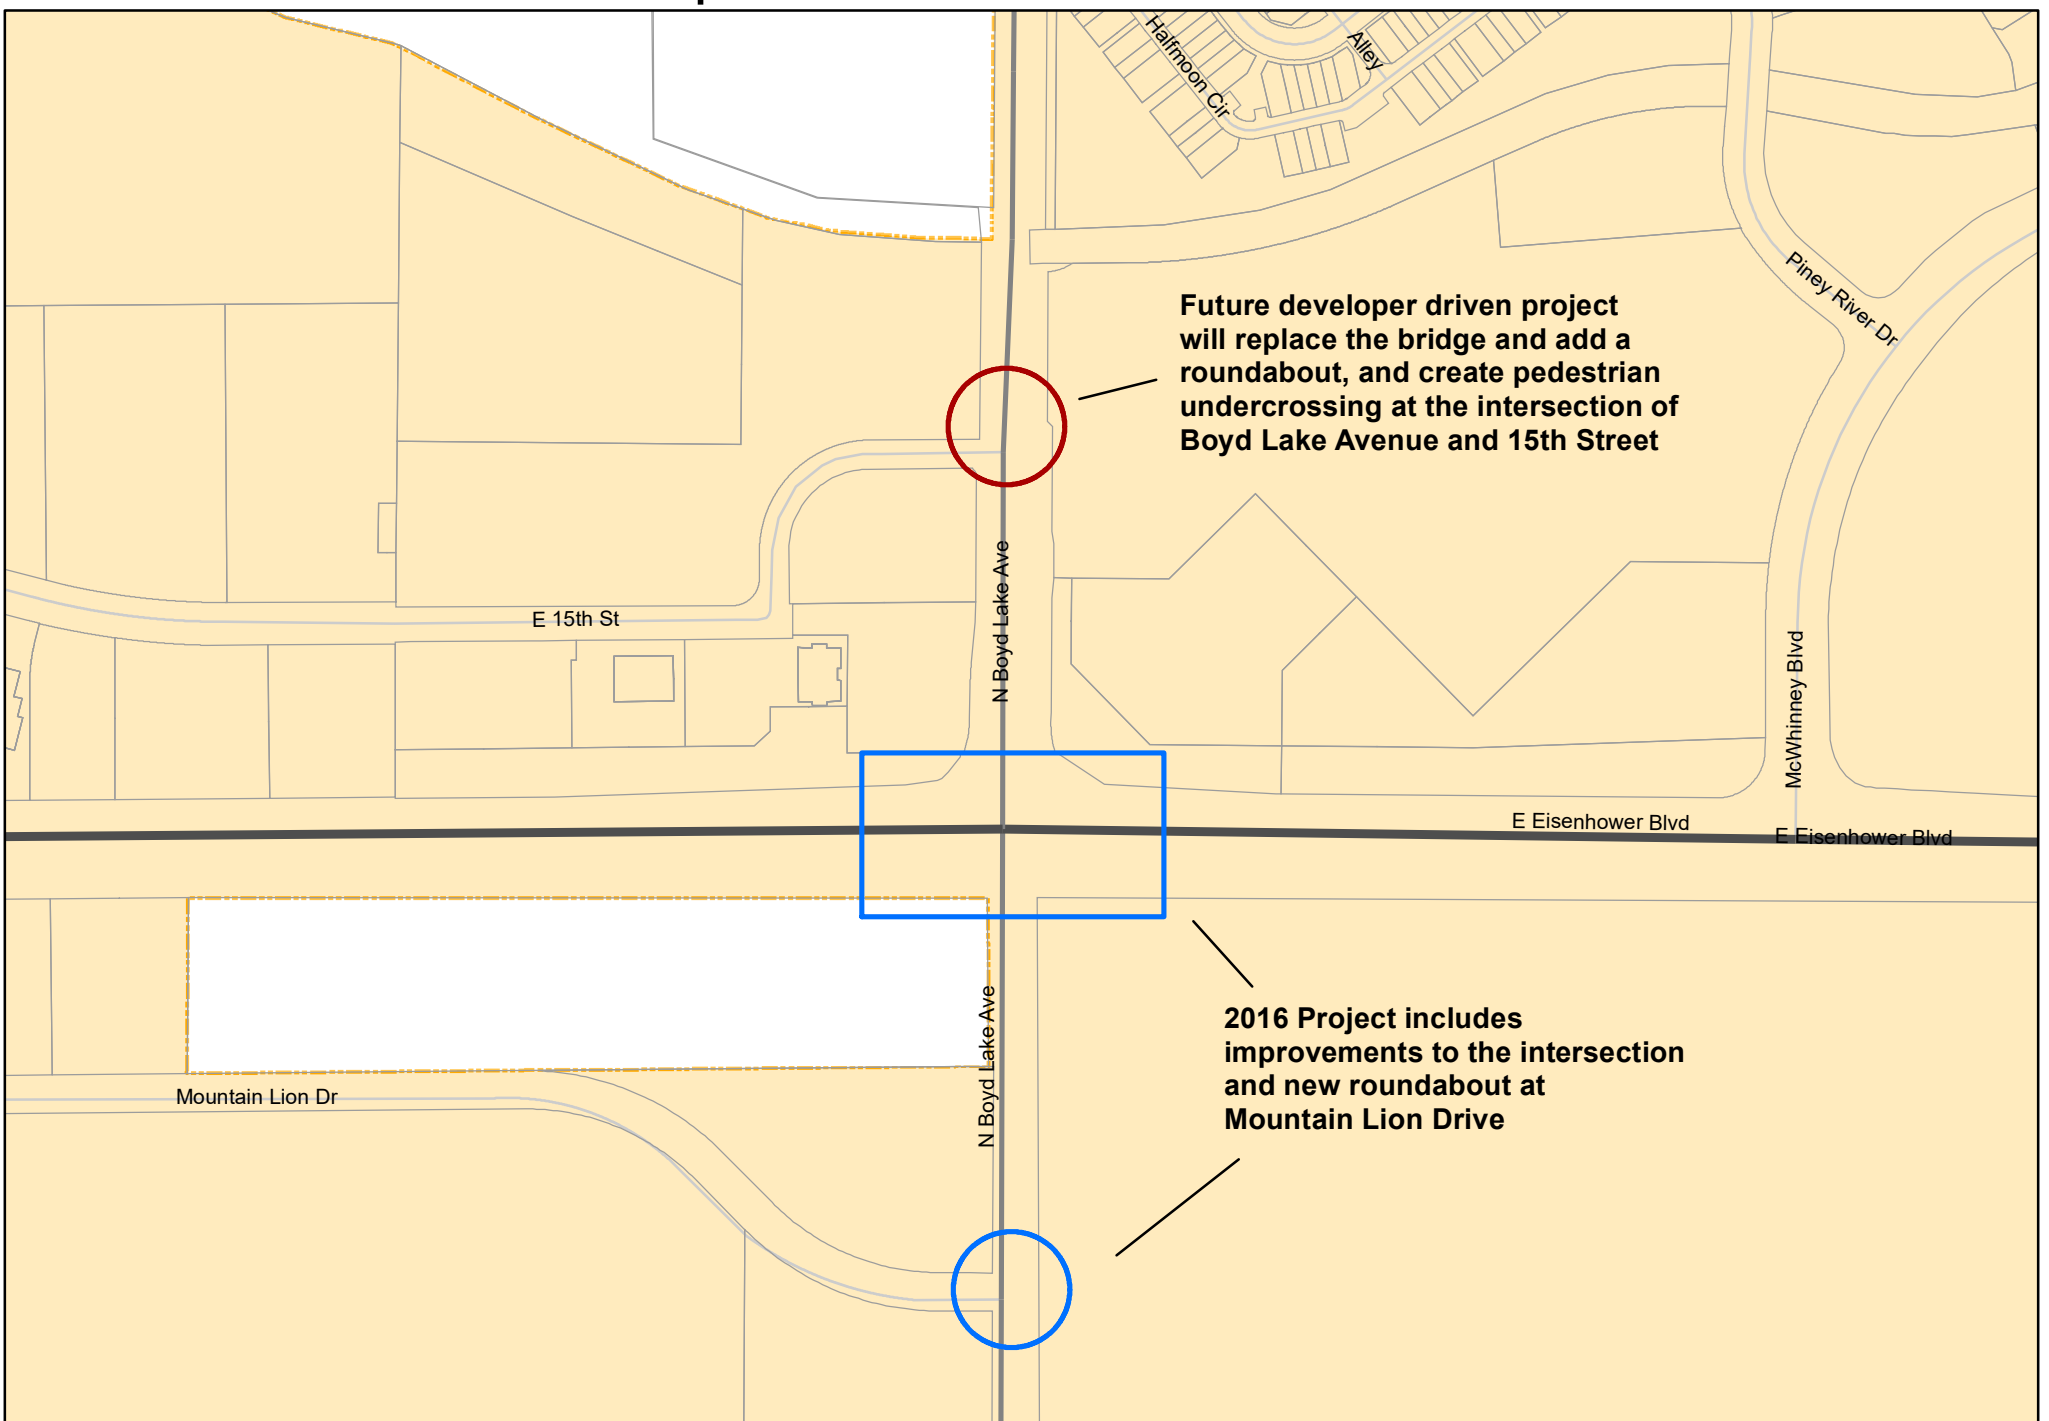 Halfmoon Cir
Alley
Piney River Dr
Future developer driven project
will replace the bridge and add a
roundabout, and create pedestrian
undercrossing at the intersection of
Boyd Lake Avenue and 15th Street
N Boyd Lake Ave
E 15th St
McWhinney Blvd
E Eisenhower Blvd
E Eisenhower Blvd
N Boyd Lake Ave
2016 Project includes
improvements to the intersection
and new roundabout at
Mountain Lion Drive
Mountain Lion Dr